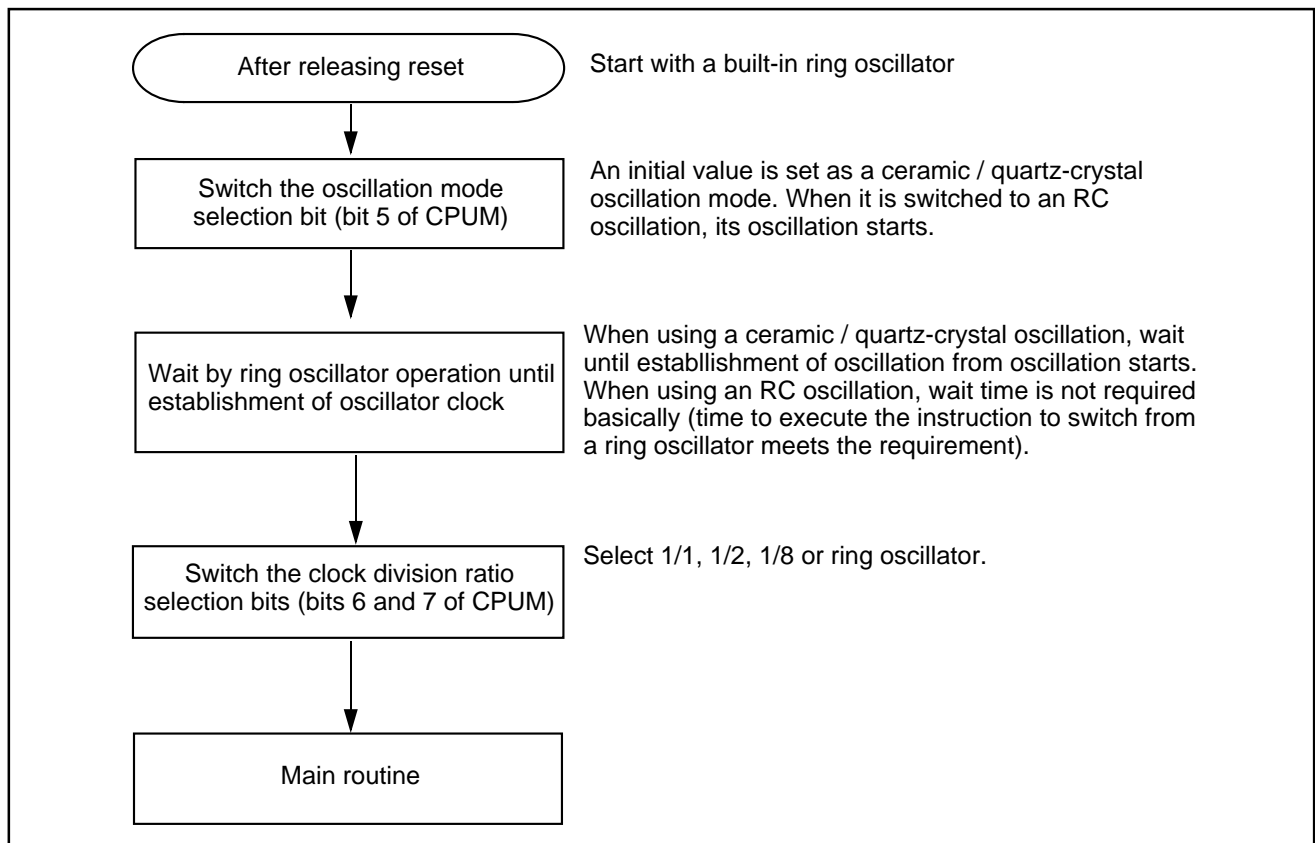 After releasing reset
Start with a built-in ring oscillator
Switch the oscillation mode
selection bit (bit 5 of CPUM)
An initial value is set as a ceramic / quartz-crystal
oscillation mode. When it is switched to an RC
oscillation, its oscillation starts.
Wait by ring oscillator operation until
establishment of oscillator clock
When using a ceramic / quartz-crystal oscillation, wait
until establlishment of oscillation from oscillation starts.
When using an RC oscillation, wait time is not required
basically (time to execute the instruction to switch from
a ring oscillator meets the requirement).
Switch the clock division ratio
selection bits (bits 6 and 7 of CPUM)
Select 1/1, 1/2, 1/8 or ring oscillator.
Main routine